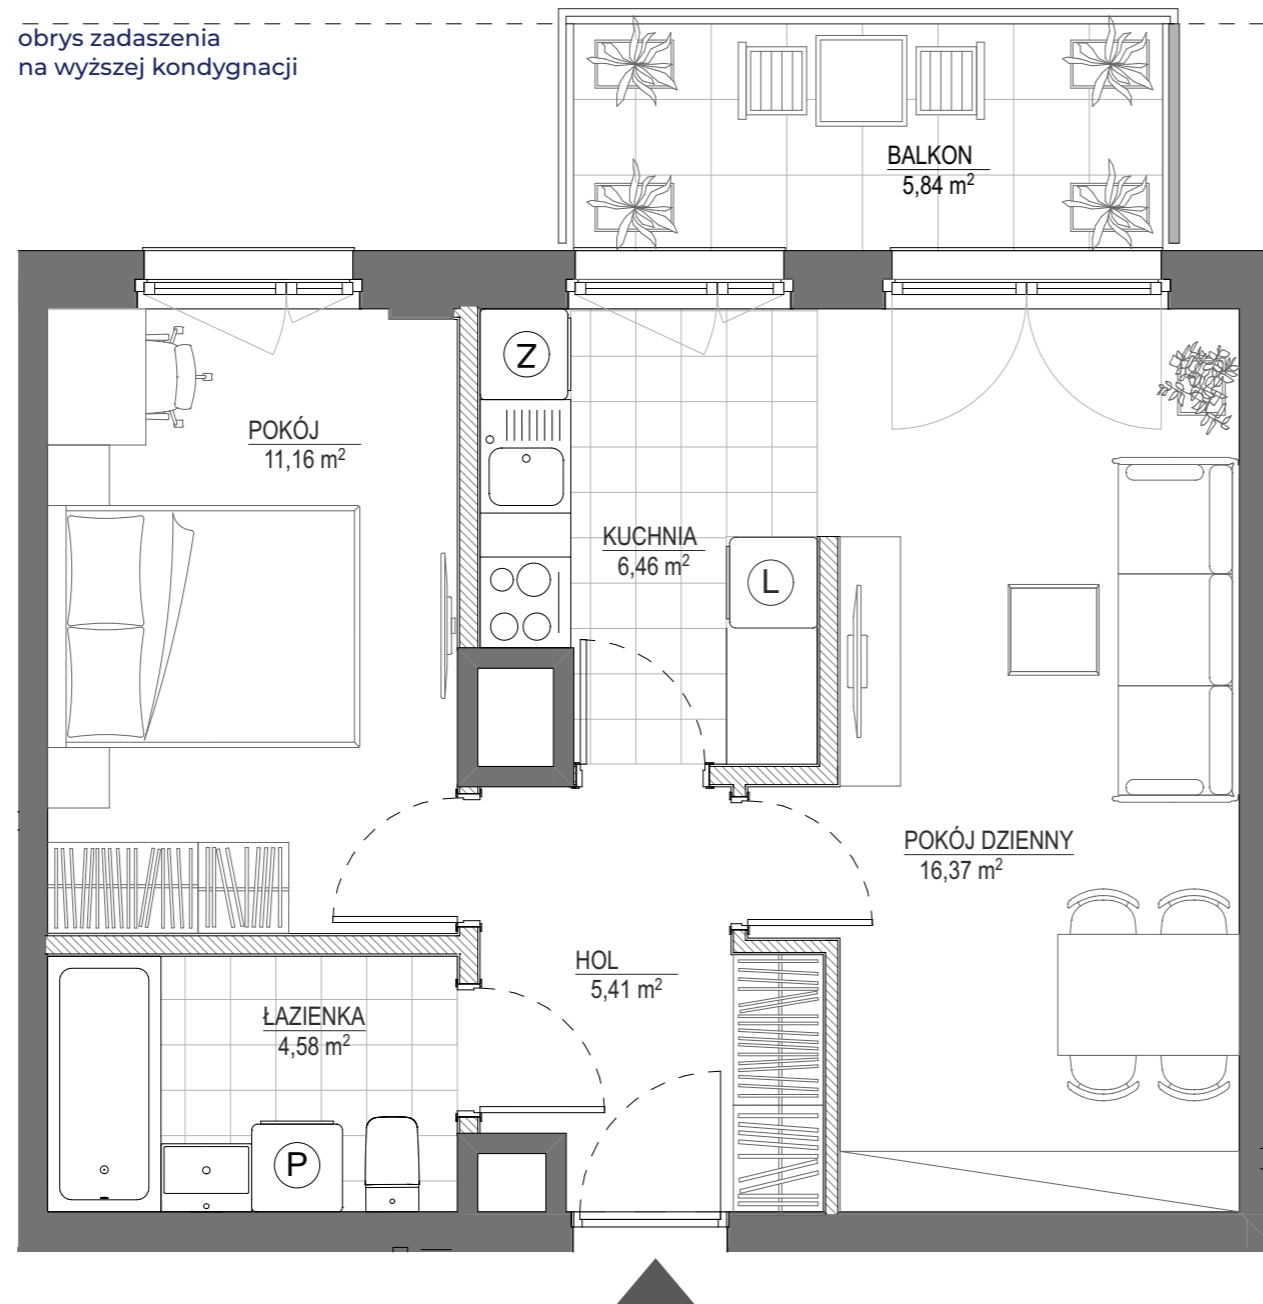 obrys zadaszenia
na wyższej kondygnacji
BALKON
5,84 m²
Z
POKÓJ
11,16 m²
KUCHNIA
6,46 m²
L
POKÓJ DZIENNY
16,37 m²
HOL
5,41 m²
ŁAZIENKA
4,58 m²
P